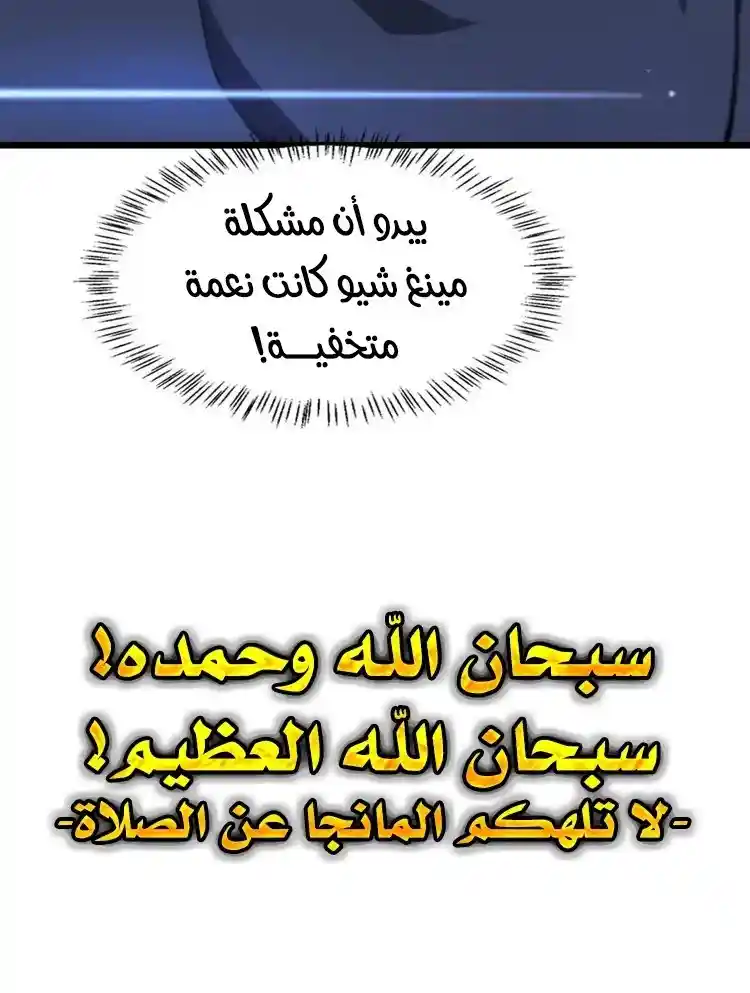 يبدو أن مشكلة
مينغ شيو كانت نعمة
متخفيـــة!
سبحان الله وحمده!
سبحان الله العظيم!
-لا تلهكم المانجا عن الصلاة-